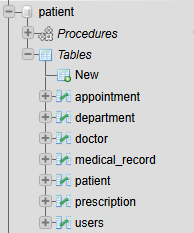 patient
Procedures
Tables
New
appointment
department
doctor
medical_record
patient
prescription
users